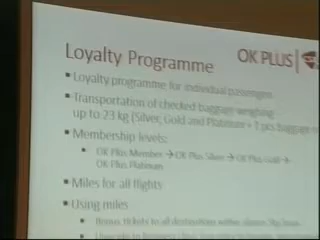 Loyalty Programme
OK PLUS
Loyalty programme for individual passengers
Transportation of checked baggage weighing
up to 23 kg (Silver, Gold and Platinum + 1 pcs baggage
Membership levels:
OK Plus Member → OK Plus Silver → OK Plus Gold →
OK Plus Platinum
Miles for all flights
Using miles
Bonus tickets to all destinations within